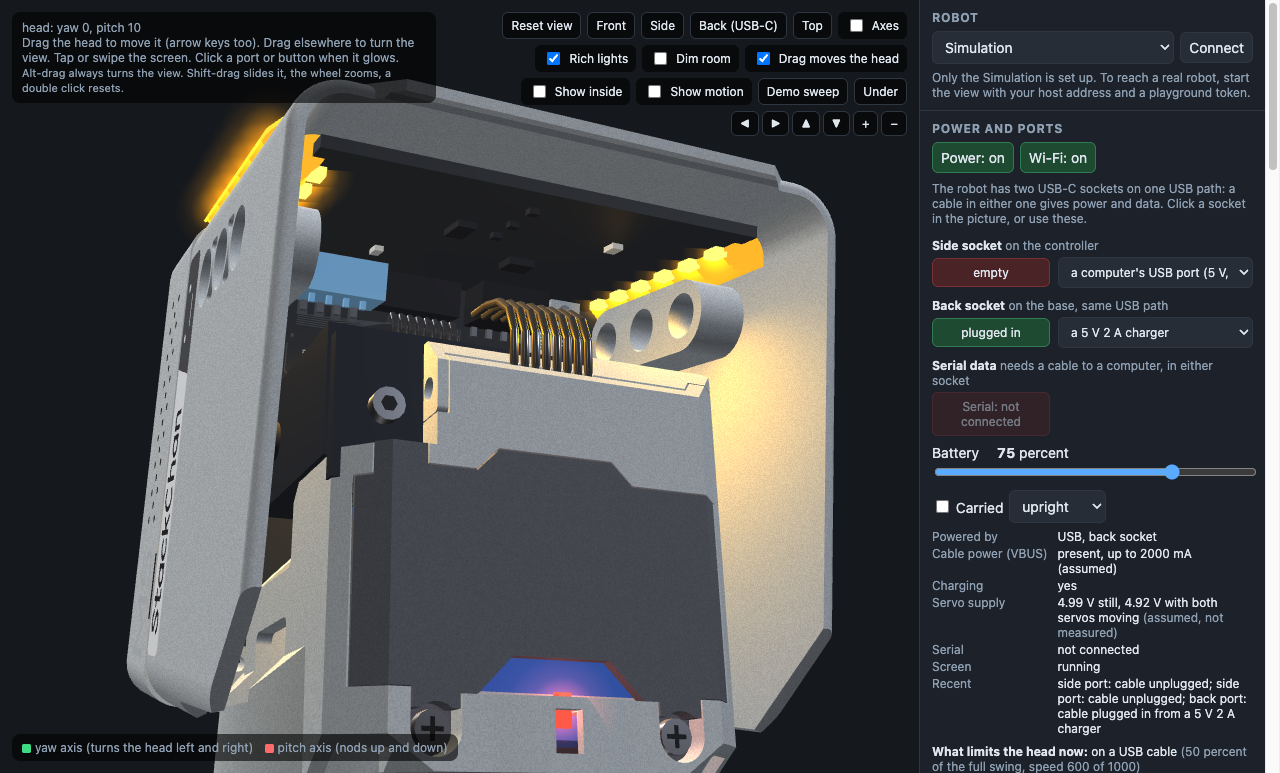 head: yaw 0, pitch 10
Drag the head to move it (arrow keys too). Drag elsewhere to turn the
view. Tap or swipe the screen. Click a port or button when it glows.
Alt-drag always turns the view. Shift-drag slides it, the wheel zooms, a
double click resets.
Reset view
Front
Side
Back (USB-C)
Top
Axes
Rich lights
Dim room
Drag moves the head
Show inside
Show motion
Demo sweep
Under
◀
▶
▲
▼
+
−
StackChan
yaw axis (turns the head left and right)
pitch axis (nods up and down)
ROBOT
Simulation
Connect
Only the Simulation is set up. To reach a real robot, start
the view with your host address and a playground token.
POWER AND PORTS
Power: on
Wi-Fi: on
The robot has two USB-C sockets on one USB path: a
cable in either one gives power and data. Click a socket
in the picture, or use these.
Side socket on the controller
empty
a computer's USB port (5 V,
Back socket on the base, same USB path
plugged in
a 5 V 2 A charger
Serial data needs a cable to a computer, in either
socket
Serial: not
connected
Battery 75 percent
Carried
upright
Powered by USB, back socket
Cable power (VBUS) present, up to 2000 mA
(assumed)
Charging yes
Servo supply 4.99 V still, 4.92 V with both
servos moving (assumed, not
measured)
Serial not connected
Screen running
Recent side port: cable unplugged; side
port: cable unplugged; back port:
cable plugged in from a 5 V 2 A
charger
What limits the head now: on a USB cable (50 percent
of the full swing, speed 600 of 1000)